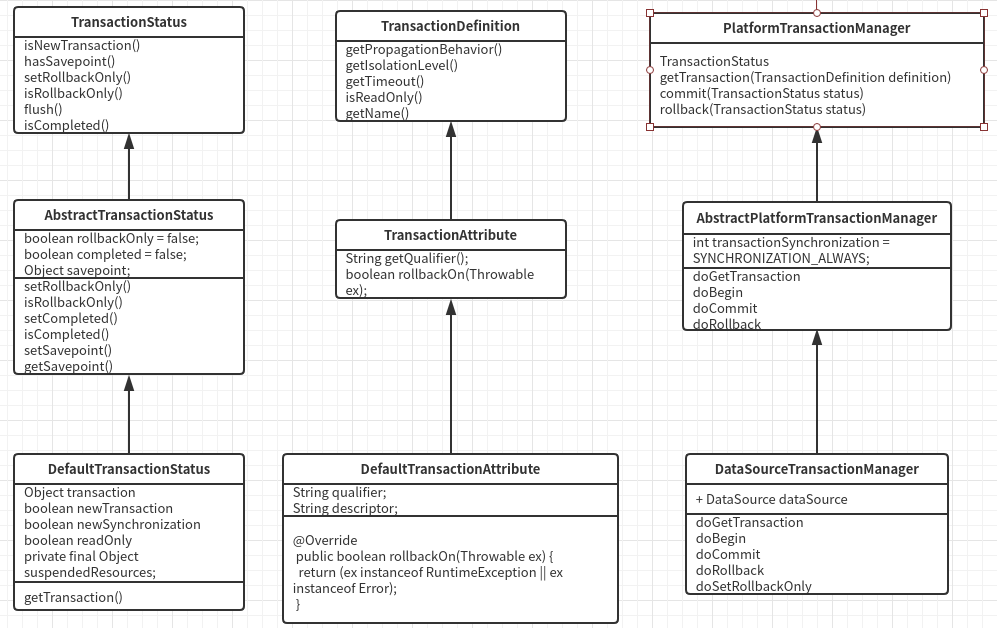 TransactionStatus
isNewTransaction()
hasSavepoint()
setRollbackOnly()
isRollbackOnly()
flush()
isCompleted()
AbstractTransactionStatus
boolean rollbackOnly = false;
boolean completed = false;
Object savepoint;
setRollbackOnly()
isRollbackOnly()
setCompleted()
isCompleted()
setSavepoint()
getSavepoint()
DefaultTransactionStatus
Object transaction
boolean newTransaction
boolean newSynchronization
boolean readOnly
private final Object
suspendedResources;
getTransaction()
TransactionDefinition
getPropagationBehavior()
getIsolationLevel()
getTimeout()
isReadOnly()
getName()
TransactionAttribute
String getQualifier();
boolean rollbackOn(Throwable
ex);
DefaultTransactionAttribute
String qualifier;
String descriptor;
@Override
public boolean rollbackOn(Throwable ex) {
return (ex instanceof RuntimeException || ex
instanceof Error);
}
PlatformTransactionManager
TransactionStatus
getTransaction(TransactionDefinition definition)
commit(TransactionStatus status)
rollback(TransactionStatus status)
AbstractPlatformTransactionManager
int transactionSynchronization =
SYNCHRONIZATION_ALWAYS;
doGetTransaction
doBegin
doCommit
doRollback
DataSourceTransactionManager
+ DataSource dataSource
doGetTransaction
doBegin
doCommit
doRollback
doSetRollbackOnly